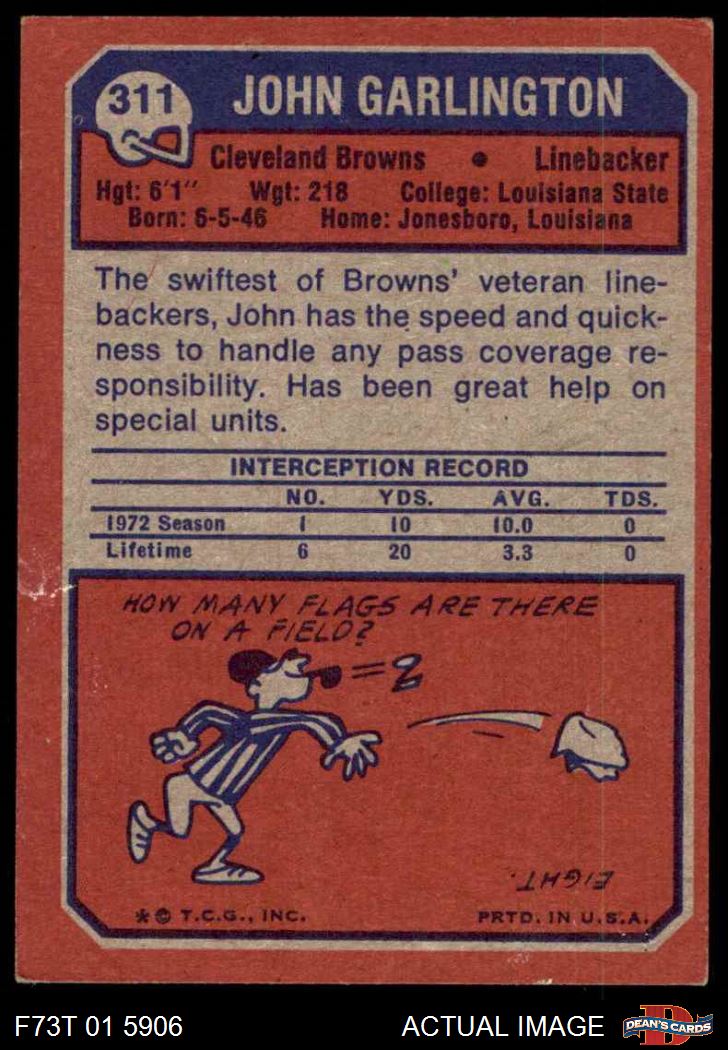 311
JOHN GARLINGTON
Cleveland Browns • Linebacker
Hgt: 6'1" Wgt: 218 College: Louisiana State
Born: 6-5-46 Home: Jonesboro, Louisiana
The swiftest of Browns' veteran line-
backers, John has the speed and quick-
ness to handle any pass coverage re-
sponsibility. Has been great help on
special units.
INTERCEPTION RECORD
NO. YDS. AVG. TDS.
1972 Season 1 10 10.0 0
Lifetime 6 20 3.3 0
HOW MANY FLAGS ARE THERE
ON A FIELD?
= 2
EIGHT.
* © T.C.G., INC. PRTD. IN U.S.A.
F73T 01 5906 ACTUAL IMAGE
D
DEAN'S CARDS